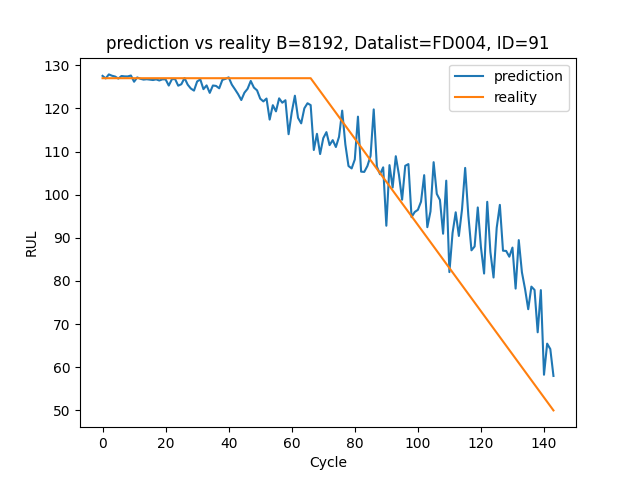 prediction vs reality B=8192, Datalist=FD004, ID=91
prediction
reality
RUL
130
120
110
100
90
80
70
60
50
0 20 40 60 80 100 120 140
Cycle